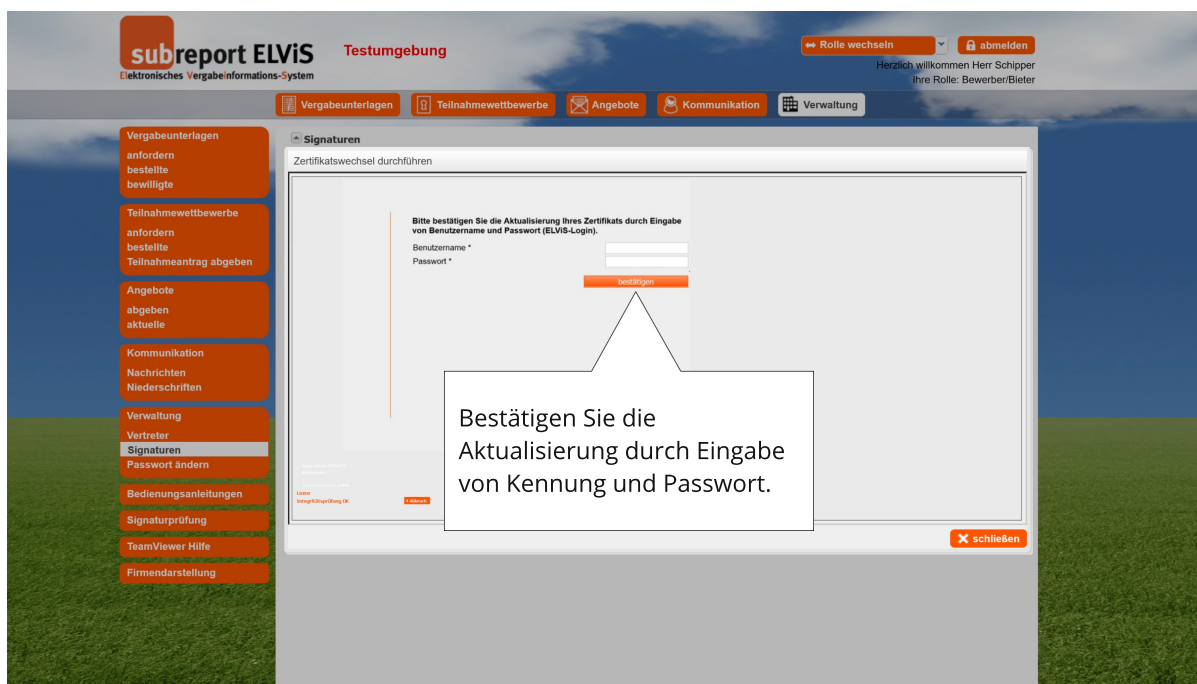 subreport ELViS
Elektronisches Vergabeinformations-System
Testumgebung
Rolle wechseln
abmelden
Herzlich willkommen Herr Schipper
Ihre Rolle: Bewerber/Bieter
Vergabeunterlagen
Teilnahmewettbewerbe
Angebote
Kommunikation
Verwaltung
Vergabeunterlagen
anfordern
bestellte
bewilligte
Teilnahmewettbewerbe
anfordern
bestellte
Teilnahmeantrag abgeben
Angebote
abgeben
aktuelle
Kommunikation
Nachrichten
Niederschriften
Verwaltung
Vertreter
Signaturen
Passwort ändern
Bedienungsanleitungen
Signaturprüfung
TeamViewer Hilfe
Firmendarstellung
Signaturen
Zertifikatswechsel durchführen
Bitte bestätigen Sie die Aktualisierung Ihres Zertifikats durch Eingabe
von Benutzername und Passwort (ELViS-Login).
Benutzername *
Passwort *
bestätigen
Bestätigen Sie die
Aktualisierung durch Eingabe
von Kennung und Passwort.
Integritätsprüfung OK
Abbruch
schließen